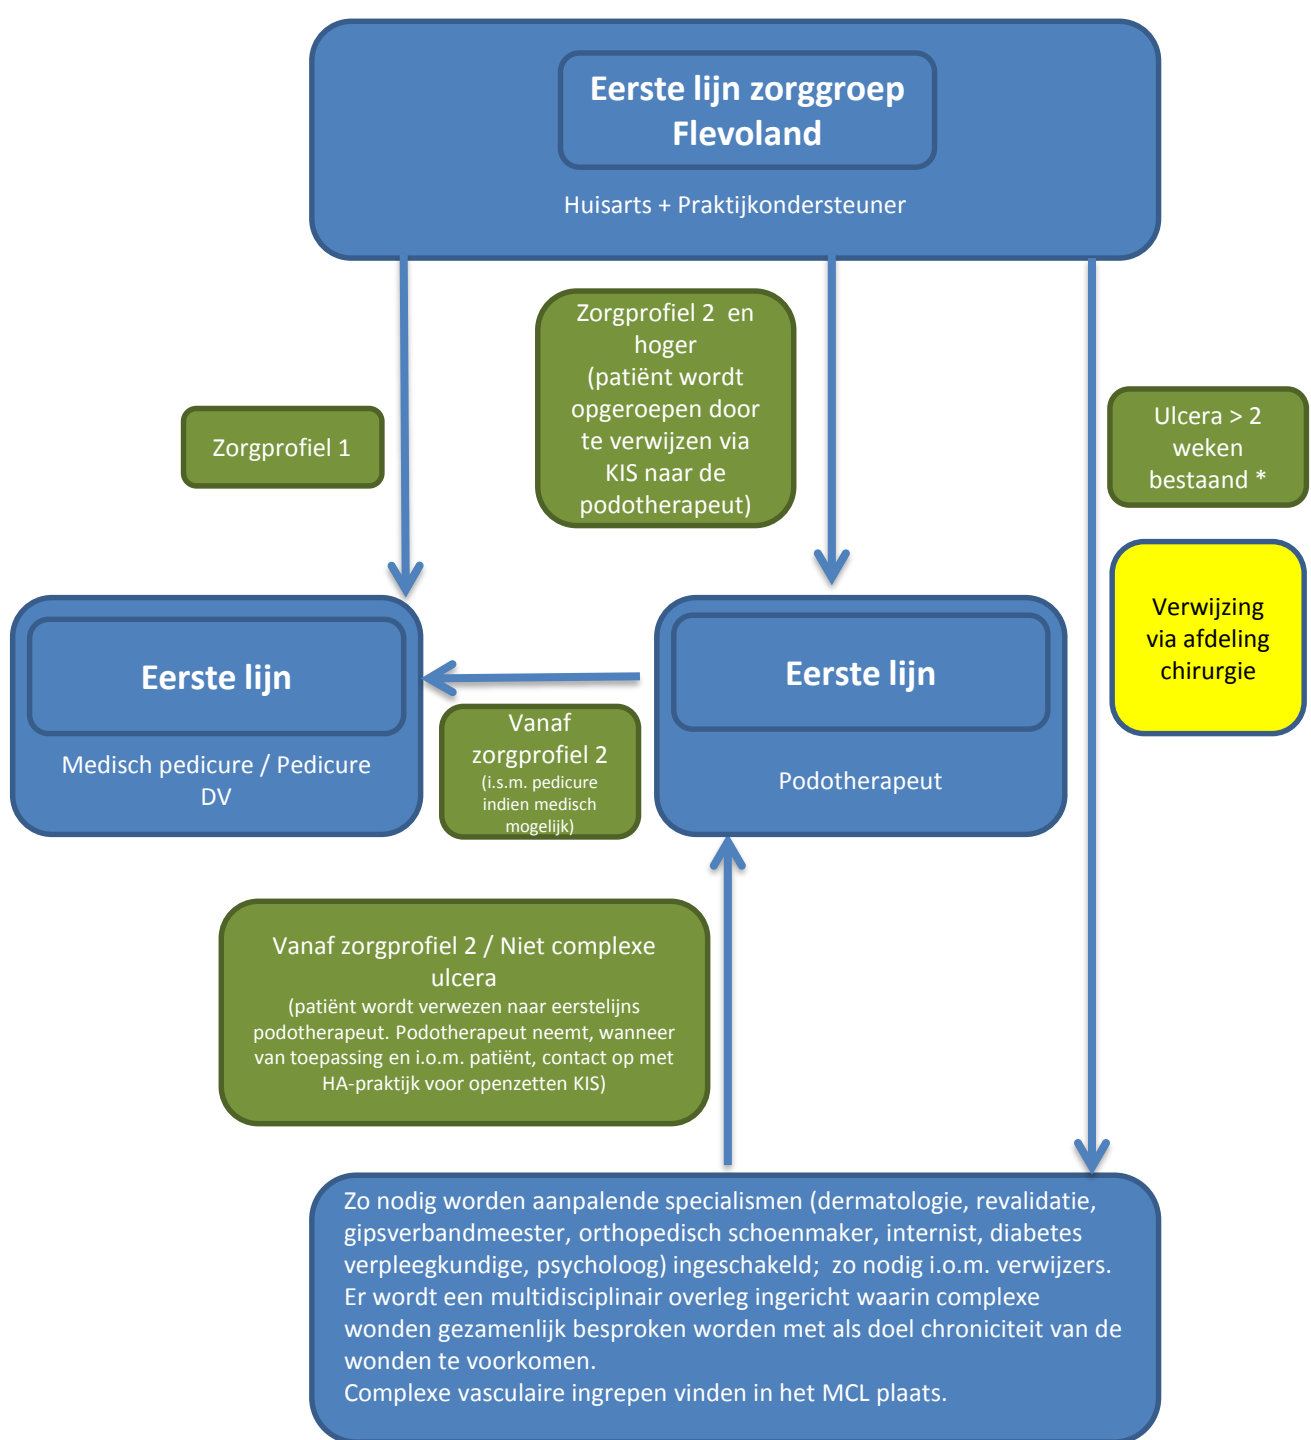 Eerste lijn zorggroep
Flevoland
Huisarts + Praktijkondersteuner
Zorgprofiel 2 en
hoger
(patiënt wordt
opgeroepen door
te verwijzen via
KIS naar de
podotherapeut)
Zorgprofiel 1
Ulcera > 2
weken
bestaand *
Verwijzing
via afdeling
chirurgie
Eerste lijn
Medisch pedicure / Pedicure
DV
Vanaf
zorgprofiel 2
(i.s.m. pedicure
indien medisch
mogelijk)
Eerste lijn
Podotherapeut
Vanaf zorgprofiel 2 / Niet complexe
ulcera
(patiënt wordt verwezen naar eerstelijns
podotherapeut. Podotherapeut neemt, wanneer
van toepassing en i.o.m. patiënt, contact op met
HA-praktijk voor openzetten KIS)
Zo nodig worden aanpalende specialismen (dermatologie, revalidatie,
gipsverbandmeester, orthopedisch schoenmaker, internist, diabetes
verpleegkundige, psycholoog) ingeschakeld; zo nodig i.o.m. verwijzers.
Er wordt een multidisciplinair overleg ingericht waarin complexe
wonden gezamenlijk besproken worden met als doel chroniciteit van de
wonden te voorkomen.
Complexe vasculaire ingrepen vinden in het MCL plaats.